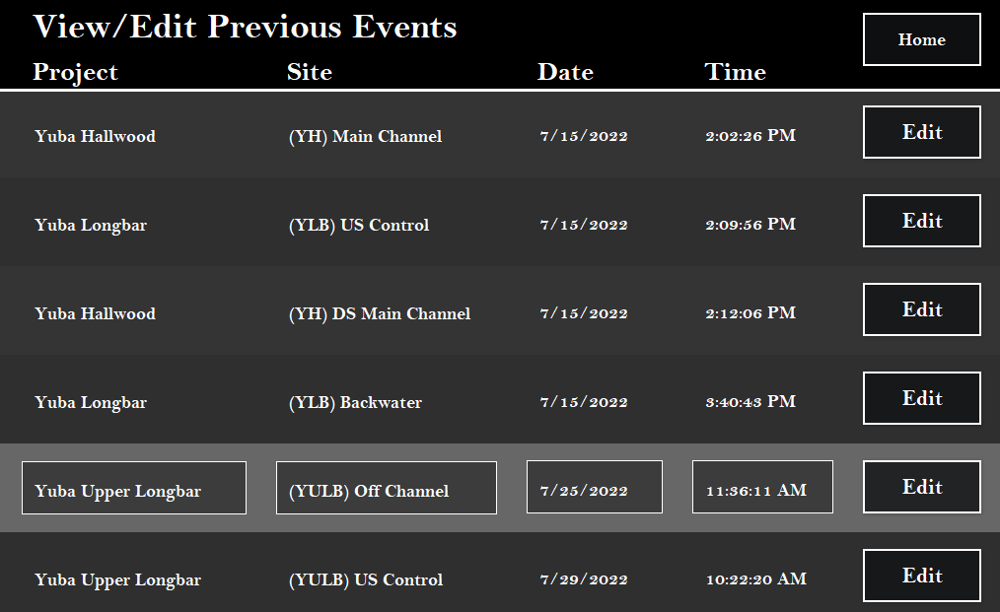 View/Edit Previous Events
Home
Project Site Date Time
Yuba Hallwood (YH) Main Channel 7/15/2022 2:02:26 PM Edit
Yuba Longbar (YLB) US Control 7/15/2022 2:09:56 PM Edit
Yuba Hallwood (YH) DS Main Channel 7/15/2022 2:12:06 PM Edit
Yuba Longbar (YLB) Backwater 7/15/2022 3:40:43 PM Edit
Yuba Upper Longbar (YULB) Off Channel 7/25/2022 11:36:11 AM Edit
Yuba Upper Longbar (YULB) US Control 7/29/2022 10:22:20 AM Edit